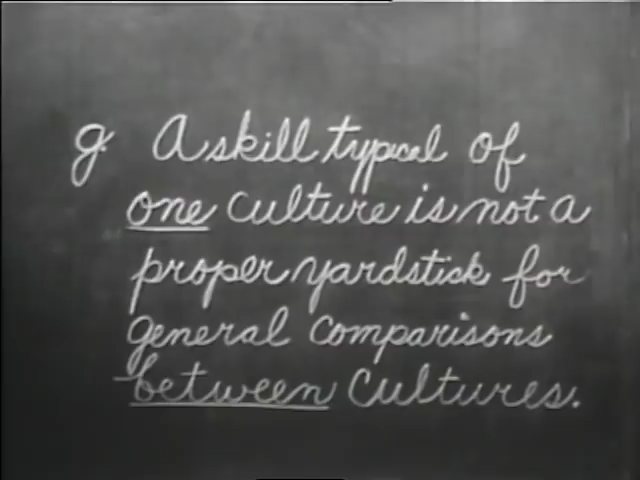 g. A skill typical of
one culture is not a
proper yardstick for
general comparisons
between cultures.